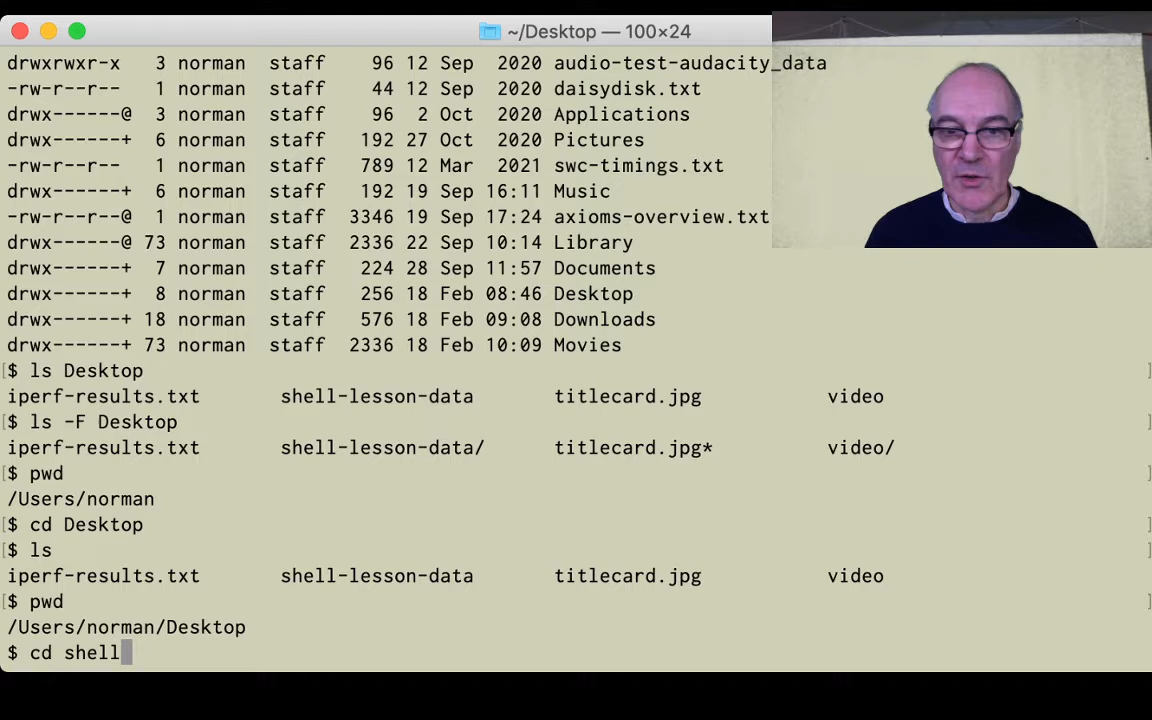 ~/Desktop — 100×24
drwxrwxr-x   3 norman  staff    96 12 Sep  2020 audio-test-audacity_data
-rw-r--r--   1 norman  staff    44 12 Sep  2020 daisydisk.txt
drwx------@  3 norman  staff    96  2 Oct  2020 Applications
drwx------+  6 norman  staff   192 27 Oct  2020 Pictures
-rw-r--r--   1 norman  staff   789 12 Mar  2021 swc-timings.txt
drwx------+  6 norman  staff   192 19 Sep 16:11 Music
-rw-r--r--@  1 norman  staff  3346 19 Sep 17:24 axioms-overview.txt
drwx------@ 73 norman  staff  2336 22 Sep 10:14 Library
drwx------+  7 norman  staff   224 28 Sep 11:57 Documents
drwx------+  8 norman  staff   256 18 Feb 08:46 Desktop
drwx------+ 18 norman  staff   576 18 Feb 09:08 Downloads
drwx------+ 73 norman  staff  2336 18 Feb 10:09 Movies
[$ ls Desktop ]
iperf-results.txt       shell-lesson-data       titlecard.jpg           video
[$ ls -F Desktop ]
iperf-results.txt       shell-lesson-data/      titlecard.jpg*          video/
[$ pwd ]
/Users/norman
[$ cd Desktop ]
[$ ls ]
iperf-results.txt       shell-lesson-data       titlecard.jpg           video
[$ pwd ]
/Users/norman/Desktop
$ cd shell